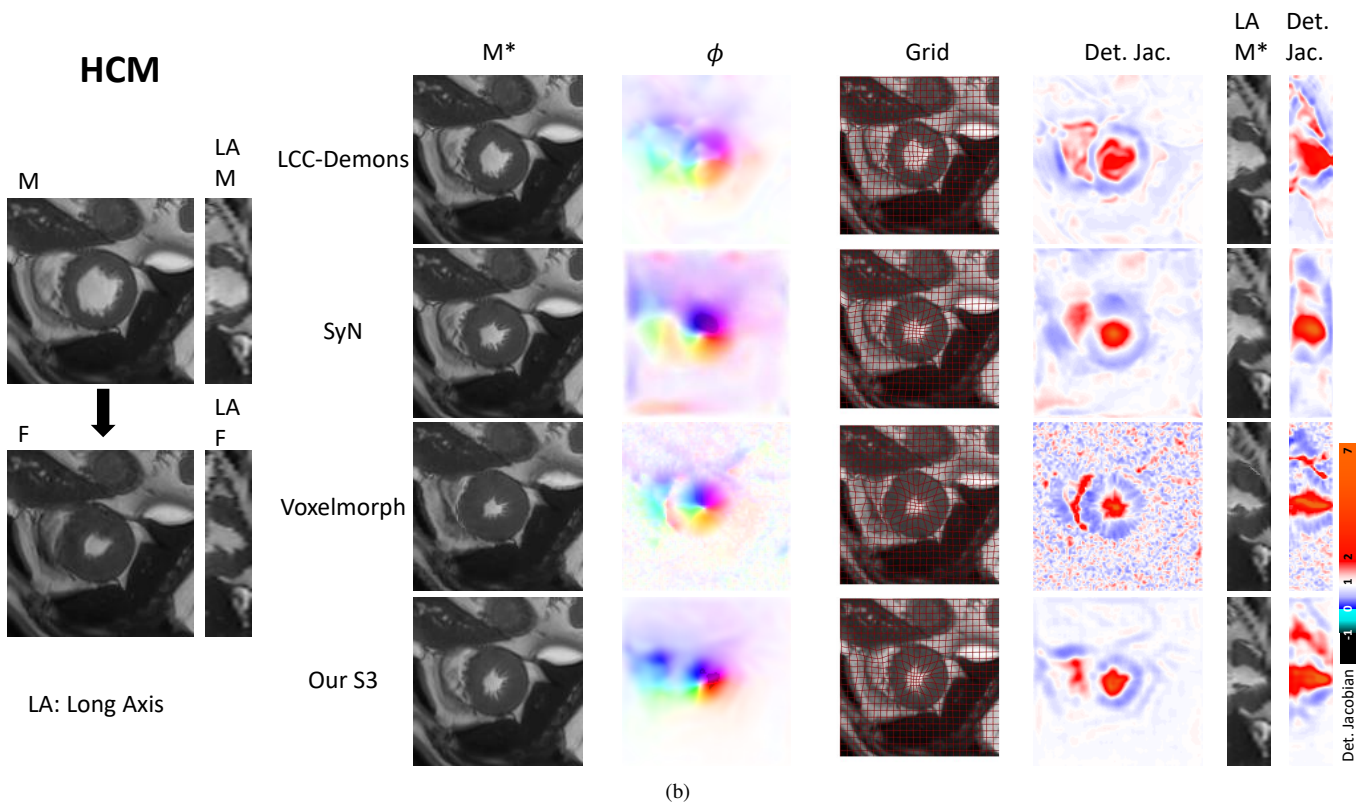 HCM
M
LA
M
F
LA
F
LA: Long Axis
M*
ϕ
Grid
Det. Jac.
LA
M*
Det.
Jac.
LCC-Demons
SyN
Voxelmorph
Our S3
7
2
1
0
-1
Det. Jacobian
(b)